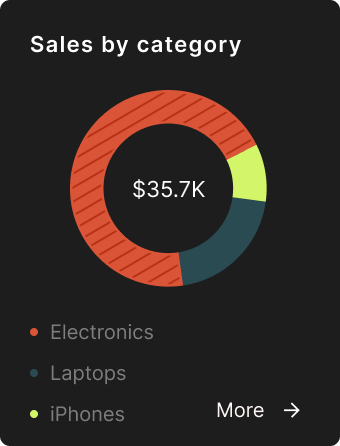 Sales by category
$35.7K
Electronics
Laptops
iPhones
More →